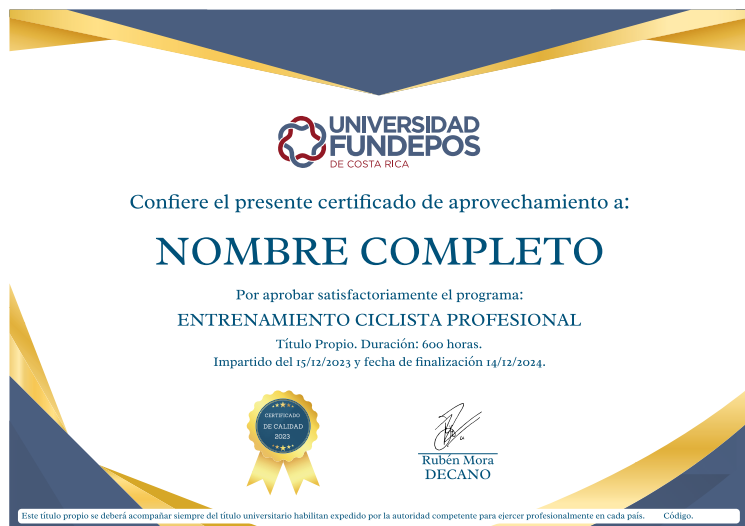 UNIVERSIDAD
FUNDEPOS
DE COSTA RICA
Confiere el presente certificado de aprovechamiento a:
NOMBRE COMPLETO
Por aprobar satisfactoriamente el programa:
ENTRENAMIENTO CICLISTA PROFESIONAL
Título Propio. Duración: 600 horas.
Impartido del 15/12/2023 y fecha de finalización 14/12/2024.
CERTIFICADO
DE CALIDAD
2023
Rubén Mora
DECANO
Este título propio se deberá acompañar siempre del título universitario habilitan expedido por la autoridad competente para ejercer profesionalmente en cada país. Código.